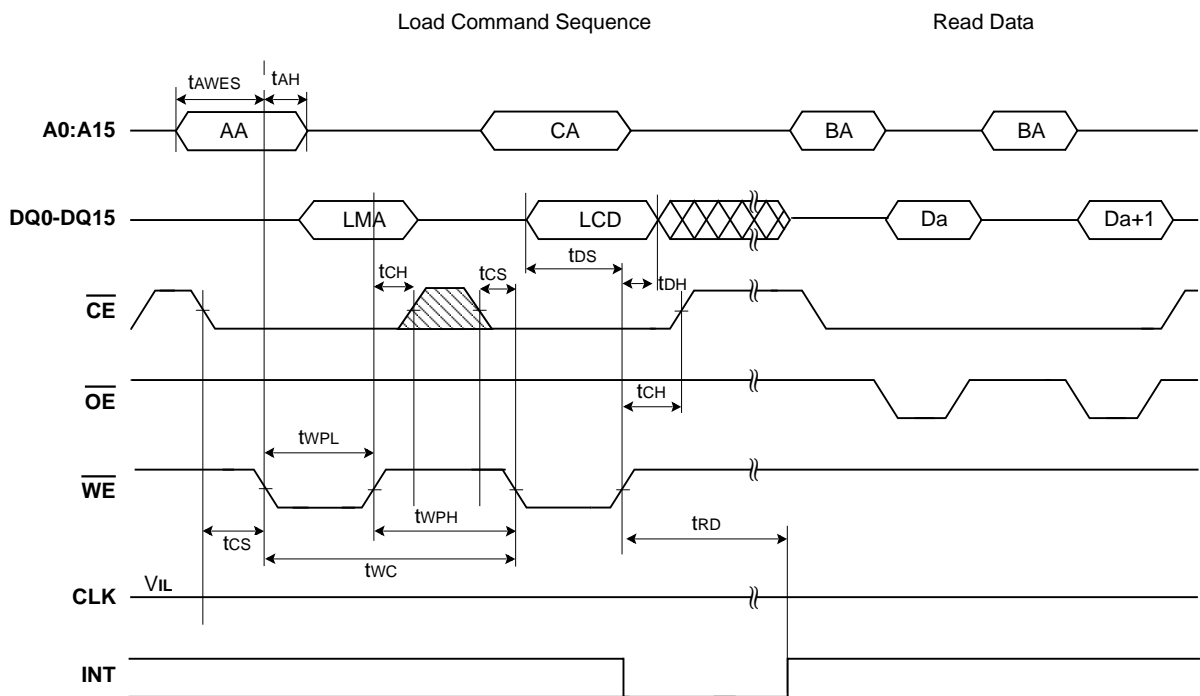 Load Command Sequence Read Data
tAWES tAH
A0:A15 AA CA BA BA
DQ0-DQ15 LMA LCD Da Da+1
tCH tCS tDS tDH
CE
OE tCH
tWPL
WE
tWPH tRD
tCS
tWC
CLK VIL
INT